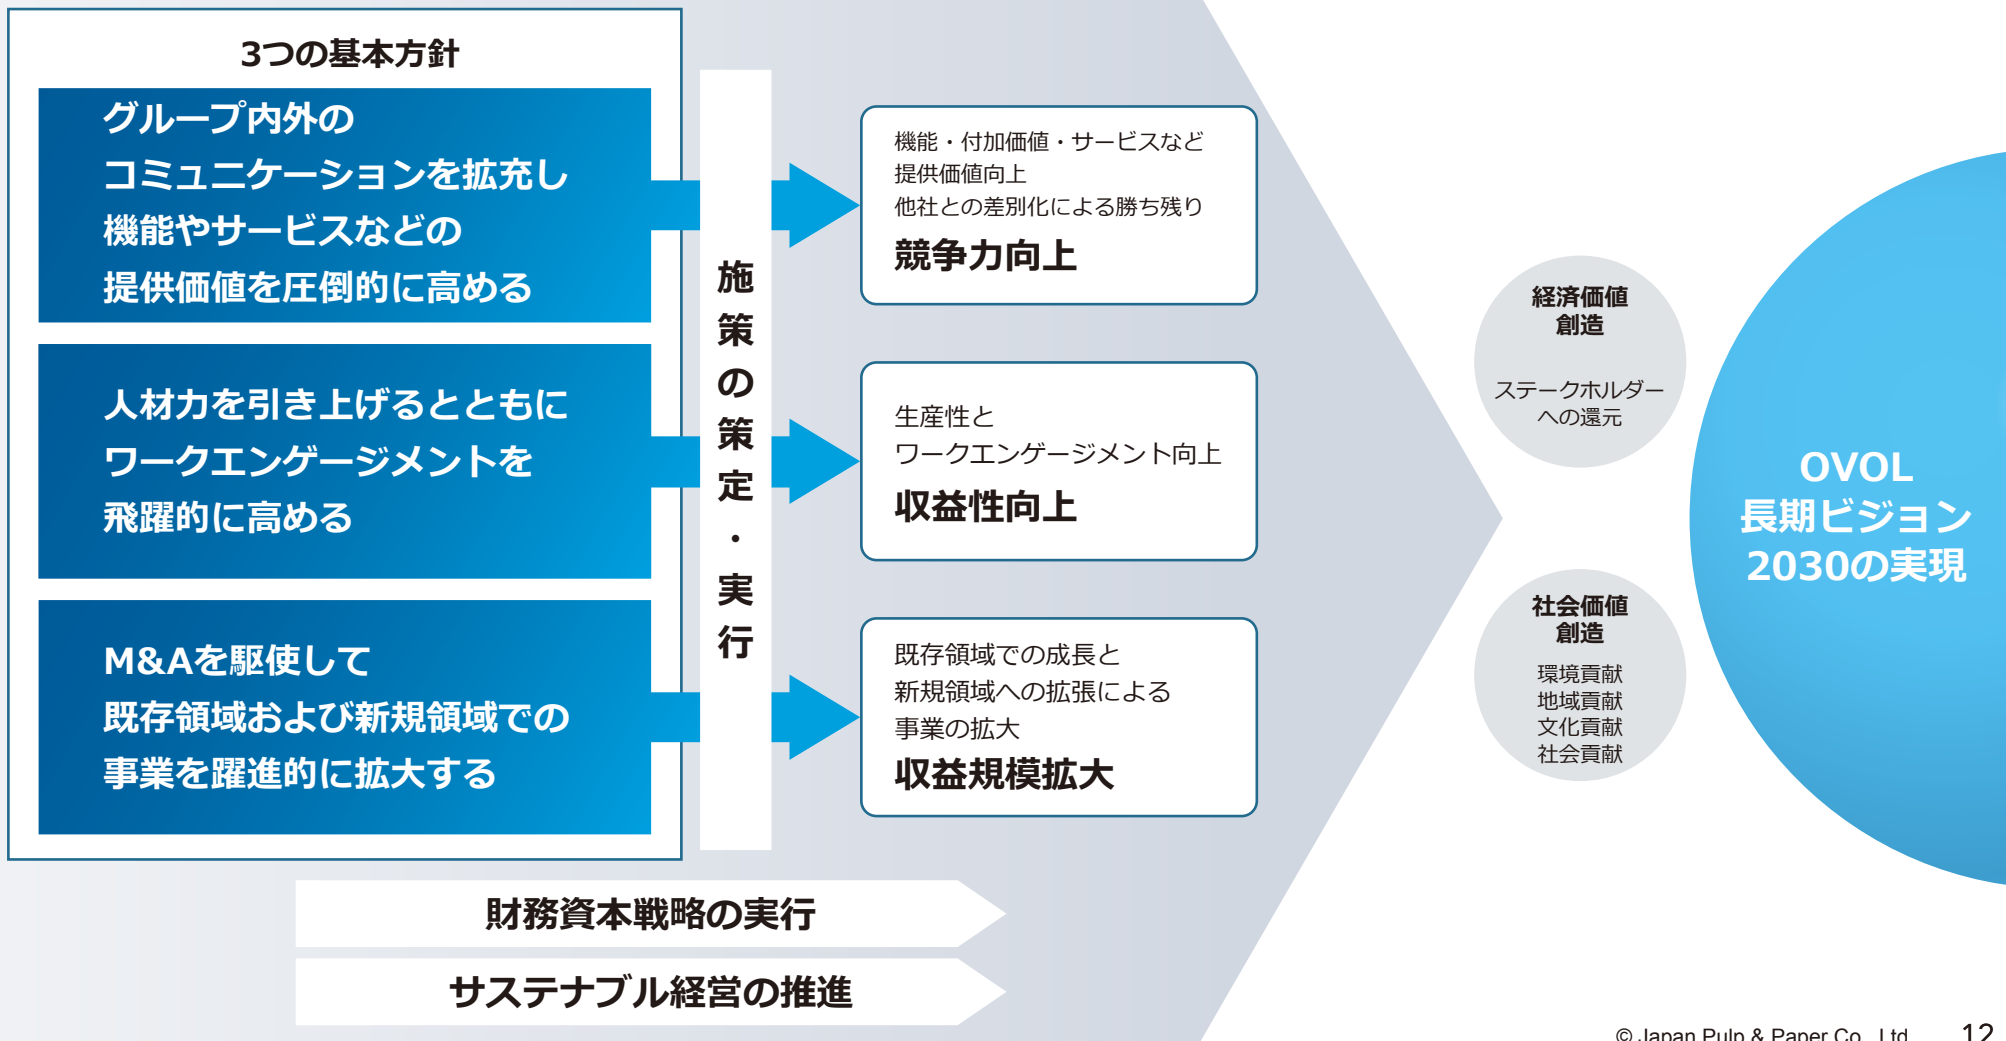 3つの基本方針
グループ内外の
コミュニケーションを拡充し
機能やサービスなどの
提供価値を圧倒的に高める
人材力を引き上げるとともに
ワークエンゲージメントを
飛躍的に高める
M&Aを駆使して
既存領域および新規領域での
事業を躍進的に拡大する
施策の策定・実行
機能・付加価値・サービスなど
提供価値向上
他社との差別化による勝ち残り
競争力向上
生産性と
ワークエンゲージメント向上
収益性向上
既存領域での成長と
新規領域への拡張による
事業の拡大
収益規模拡大
財務資本戦略の実行
サステナブル経営の推進
経済価値
創造
ステークホルダー
への還元
社会価値
創造
環境貢献
地域貢献
文化貢献
社会貢献
OVOL
長期ビジョン
2030の実現
© Japan Pulp & Paper Co., Ltd
12